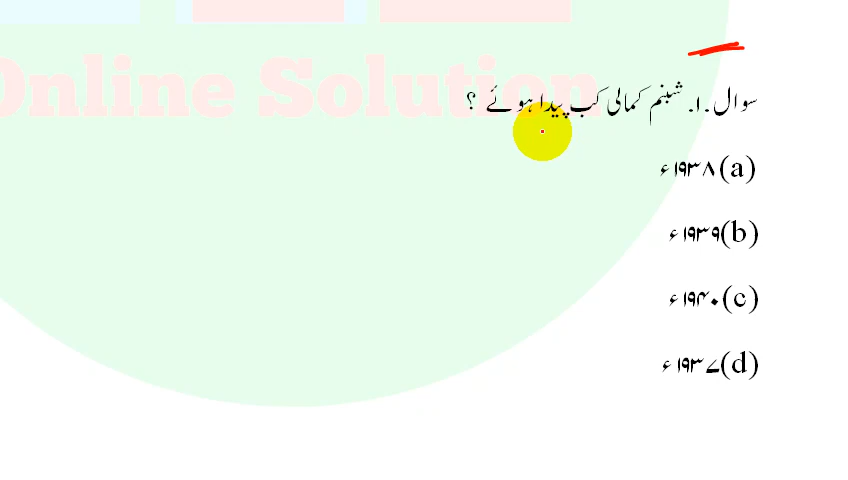 Online Solution
سوال.۱. شبنم کمالی کب پیدا ہوئے ؟
(a) ۱۹۳۸ء
(b) ۱۹۳۹ء
(c) ۱۹۴۰ء
(d) ۱۹۳۷ء